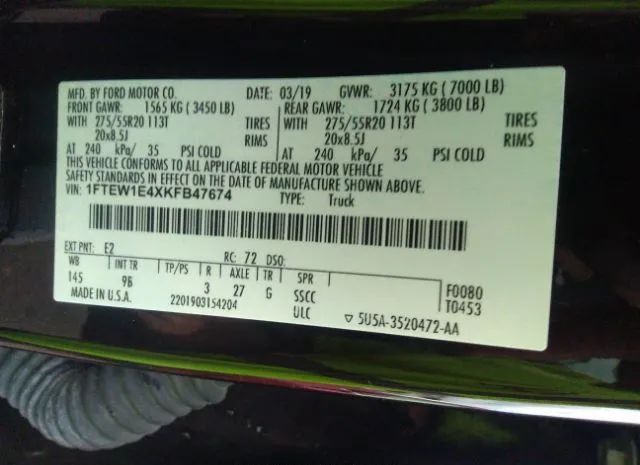 MFD. BY FORD MOTOR CO. DATE: 03/19 GVWR: 3175 KG ( 7000 LB)
FRONT GAWR: 1565 KG ( 3450 LB) REAR GAWR: 1724 KG ( 3800 LB)
WITH 275/55R20 113T TIRES WITH 275/55R20 113T TIRES
20x8.5J RIMS 20x8.5J RIMS
AT 240 kPa/ 35 PSI COLD AT 240 kPa/ 35 PSI COLD
THIS VEHICLE CONFORMS TO ALL APPLICABLE FEDERAL MOTOR VEHICLE
SAFETY STANDARDS IN EFFECT ON THE DATE OF MANUFACTURE SHOWN ABOVE.
VIN: 1FTEW1E4XKFB47674 TYPE: Truck
EXT PNT: E2 RC: 72 DSO:
WB INT TR TP/PS R AXLE TR SPR F0080
145 9B 3 27 G SSCC T0453
MADE IN U.S.A. 2201903154204 ULC ▽ 5U5A-3520472-AA